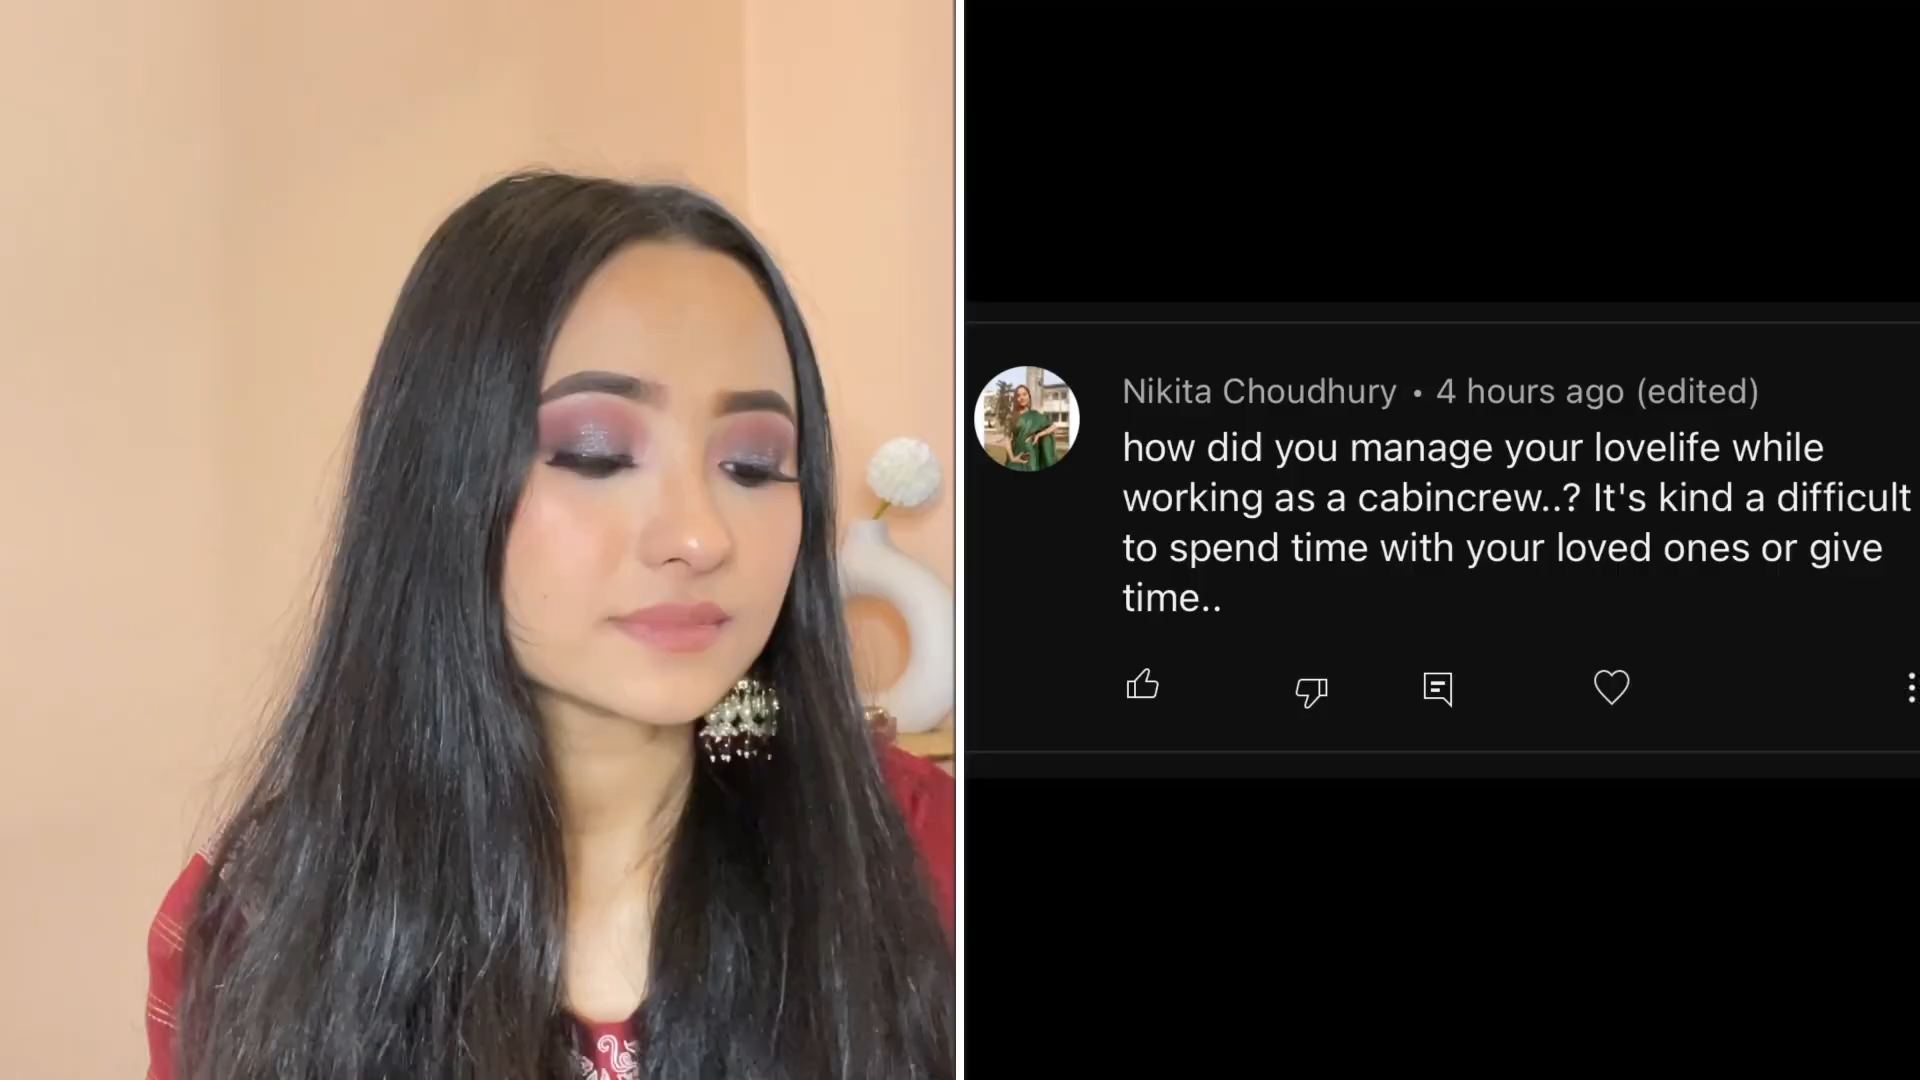 Nikita Choudhury • 4 hours ago (edited)
how did you manage your lovelife while
working as a cabincrew..? It's kind a difficult
to spend time with your loved ones or give
time..